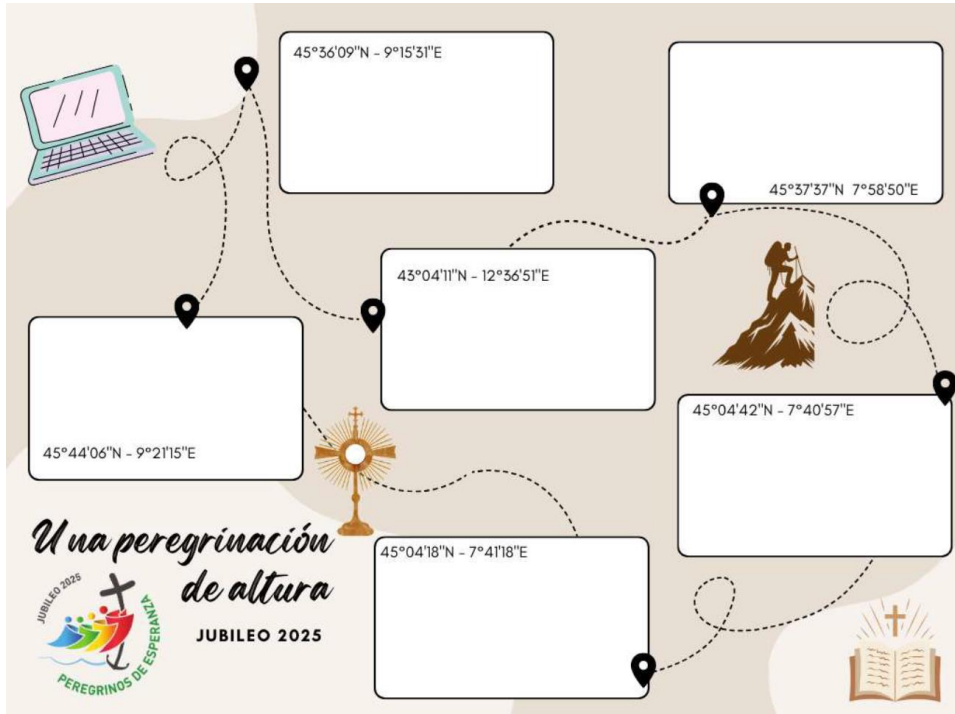 45°36'09"N - 9°15'31"E
45°37'37"N 7°58'50"E
43°04'11"N - 12°36'51"E
45°44'06"N - 9°21'15"E
45°04'42"N - 7°40'57"E
45°04'18"N - 7°41'18"E
Una peregrinación
de altura
JUBILEO 2025
JUBILEO 2025
PEREGRINOS DE ESPERANZA